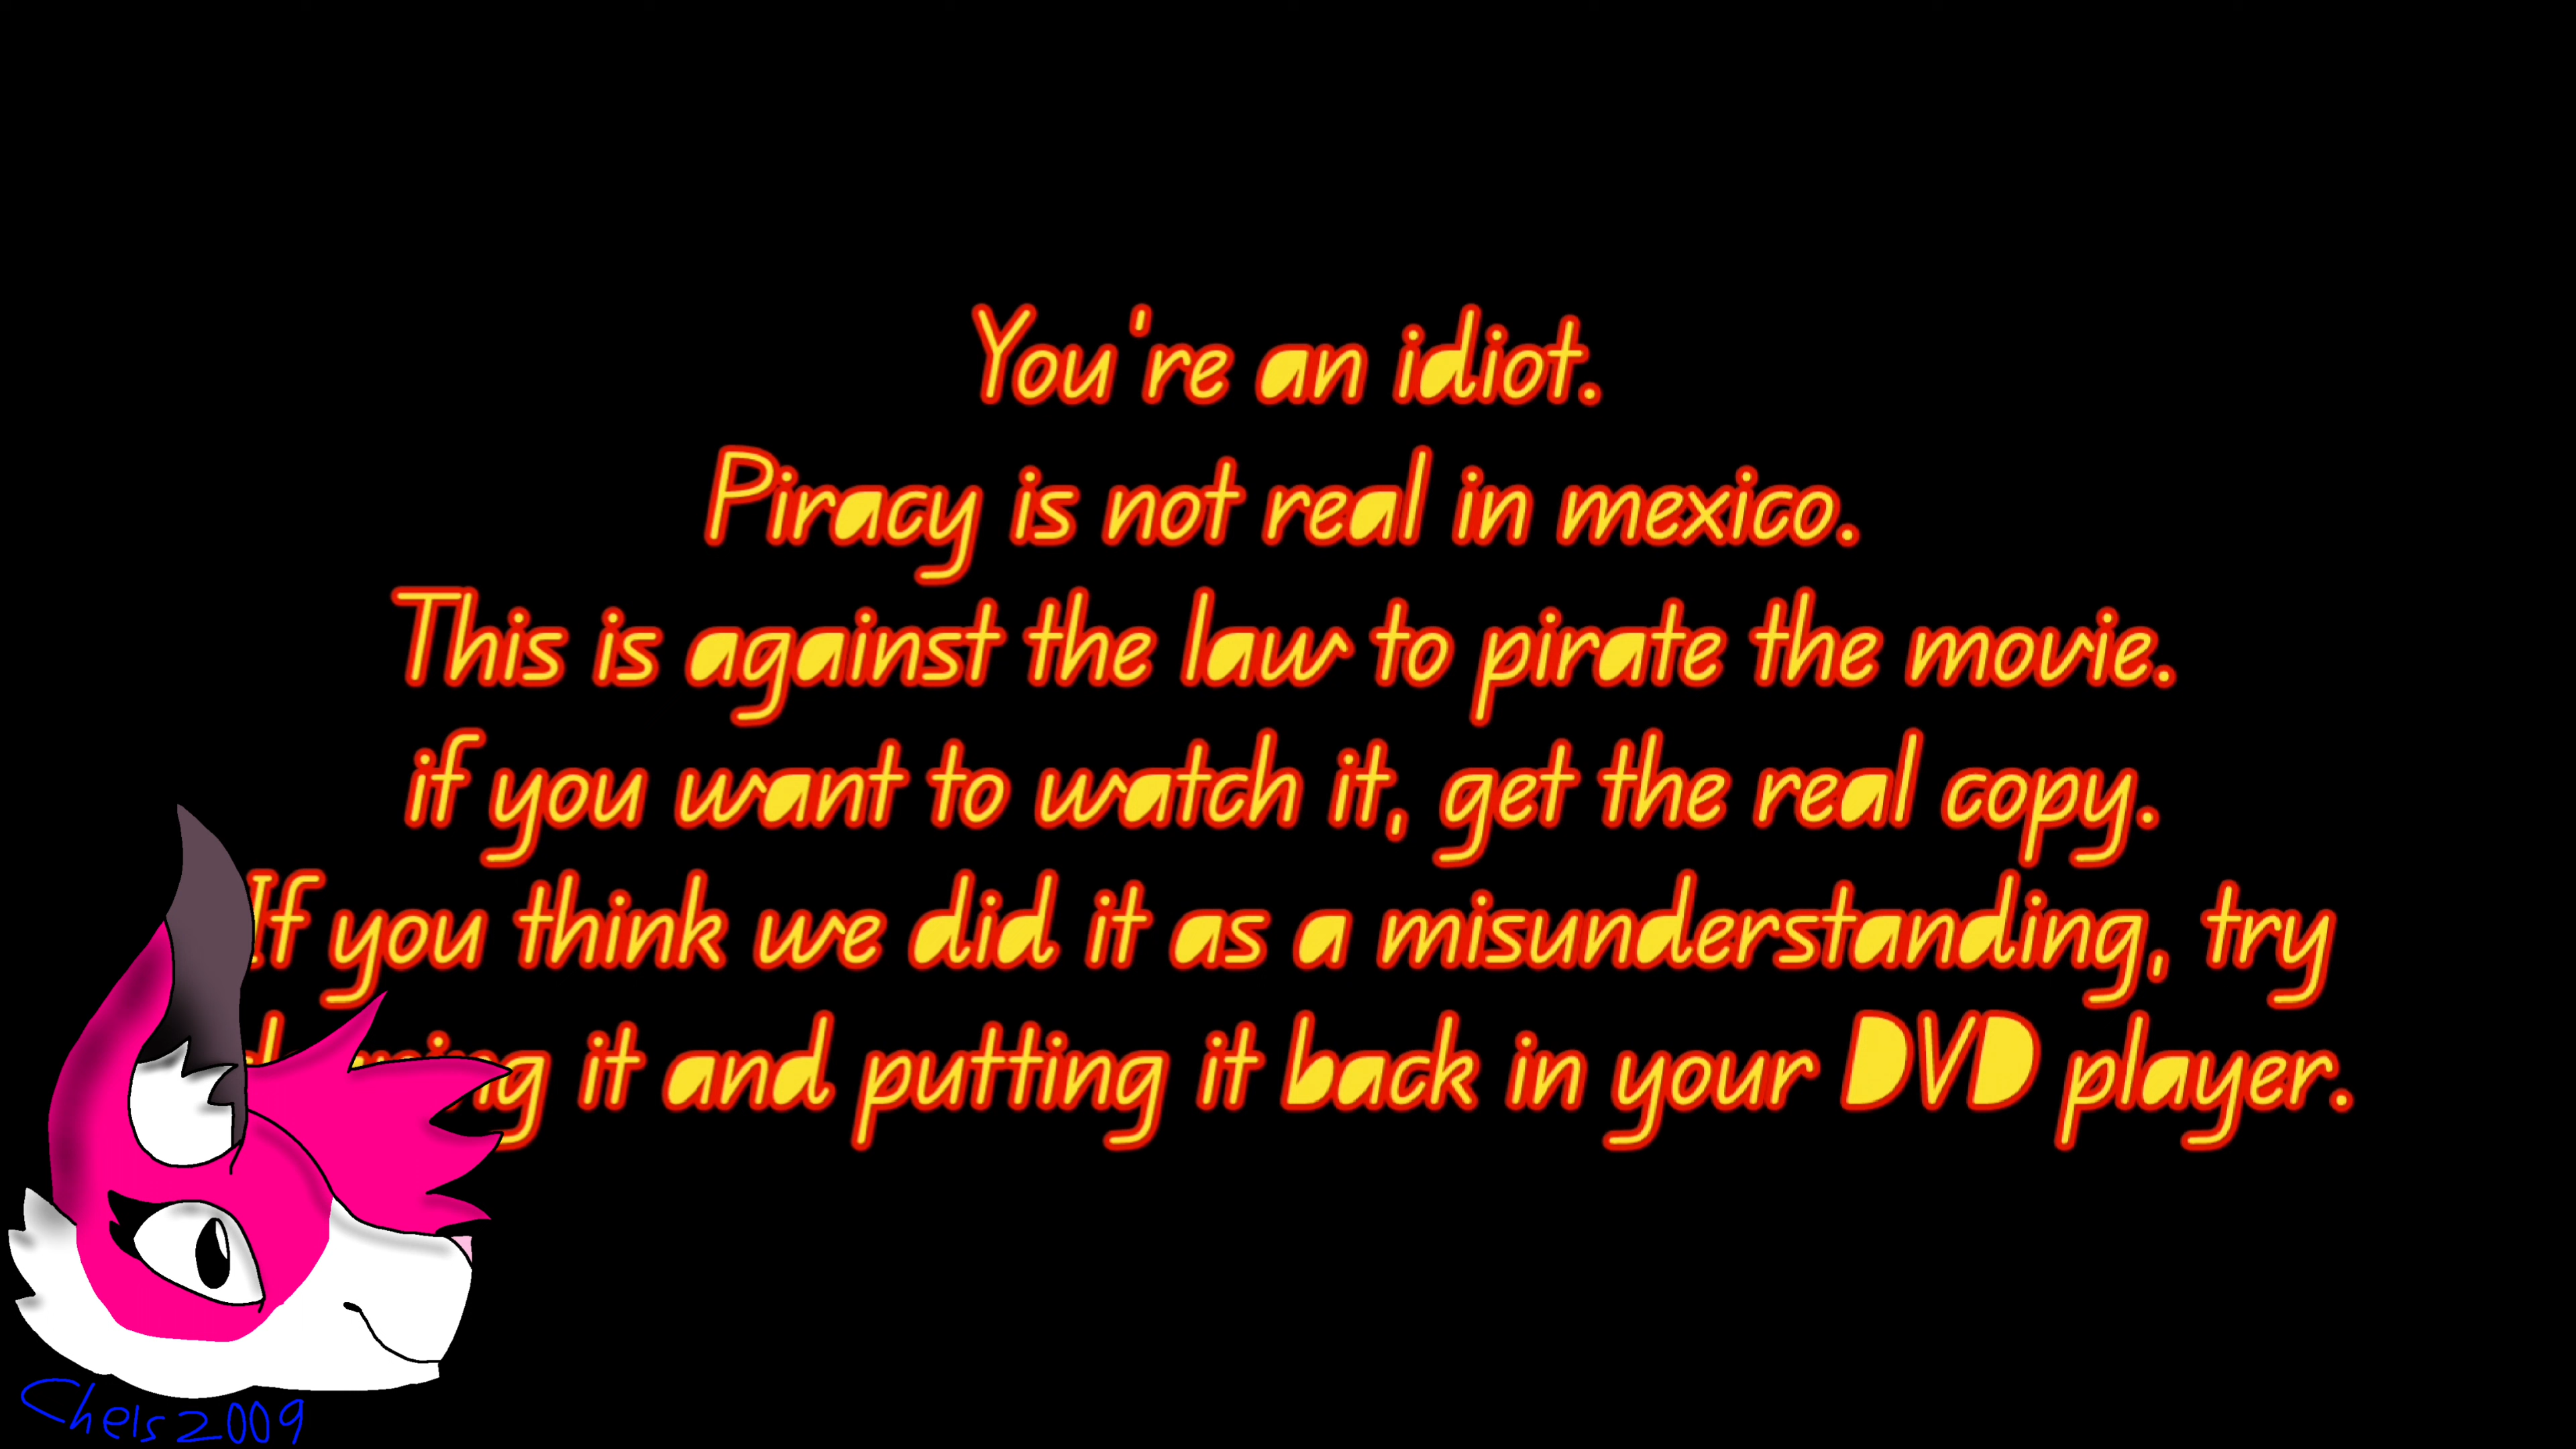 You're an idiot.
Piracy is not real in mexico.
This is against the law to pirate the movie.
if you want to watch it, get the real copy.
If you think we did it as a misunderstanding, try
it and putting it back in your DVD player.
Chels2009